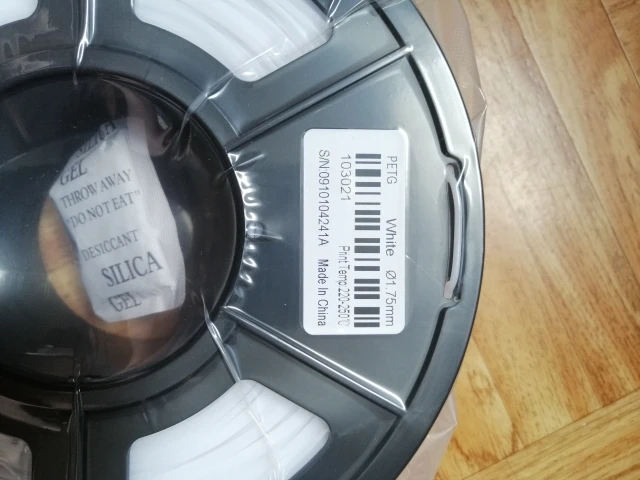 PETG White Ø1.75mm
103021 Print Temp:220-250℃
S/N:0910104241A Made In China
GEL
THROW AWAY
"DO NOT EAT"
DESICCANT
SILICA
GEL